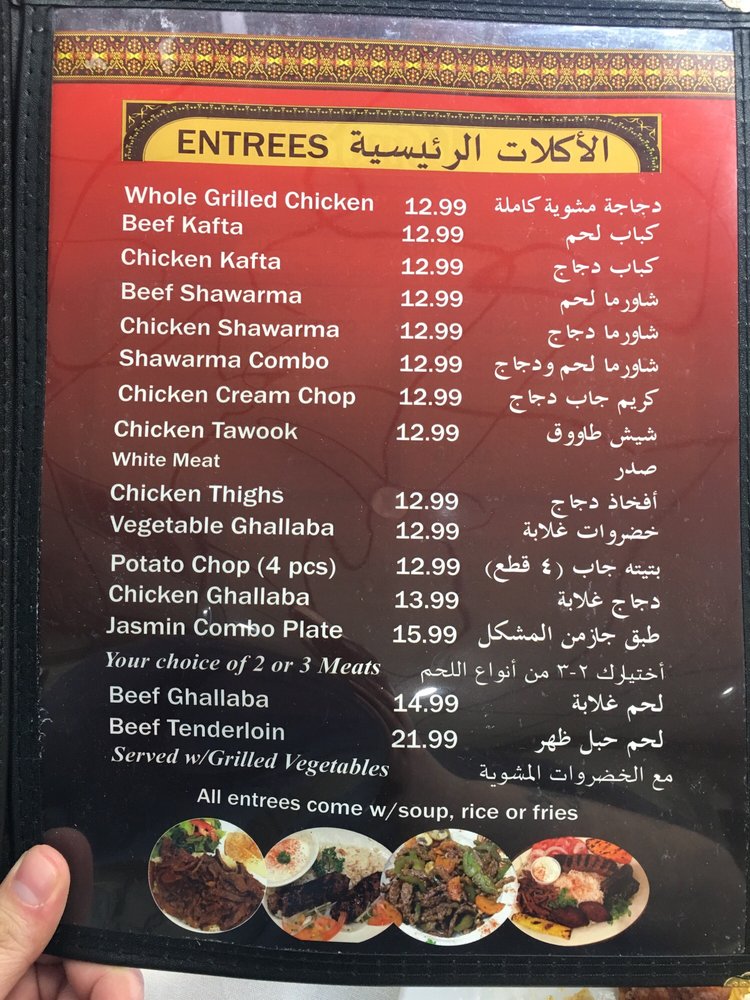 ENTREES الأكلات الرئيسية
Whole Grilled Chicken 12.99 دجاجة مشوية كاملة
Beef Kafta 12.99 كباب لحم
Chicken Kafta 12.99 كباب دجاج
Beef Shawarma 12.99 شاورما لحم
Chicken Shawarma 12.99 شاورما دجاج
Shawarma Combo 12.99 شاورما لحم ودجاج
Chicken Cream Chop 12.99 كريم جاب دجاج
Chicken Tawook 12.99 شيش طاووق
White Meat صدر
Chicken Thighs 12.99 أفخاذ دجاج
Vegetable Ghallaba 12.99 خضروات غلابة
Potato Chop (4 pcs) 12.99 بتيته جاب (٤ قطع)
Chicken Ghallaba 13.99 دجاج غلابة
Jasmin Combo Plate 15.99 طبق جازمن المشكل
Your choice of 2 or 3 Meats أختيارك ٢-٣ من أنواع اللحم
Beef Ghallaba 14.99 لحم غلابة
Beef Tenderloin 21.99 لحم حبل ظهر
Served w/Grilled Vegetables مع الخضروات المشوية
All entrees come w/soup, rice or fries